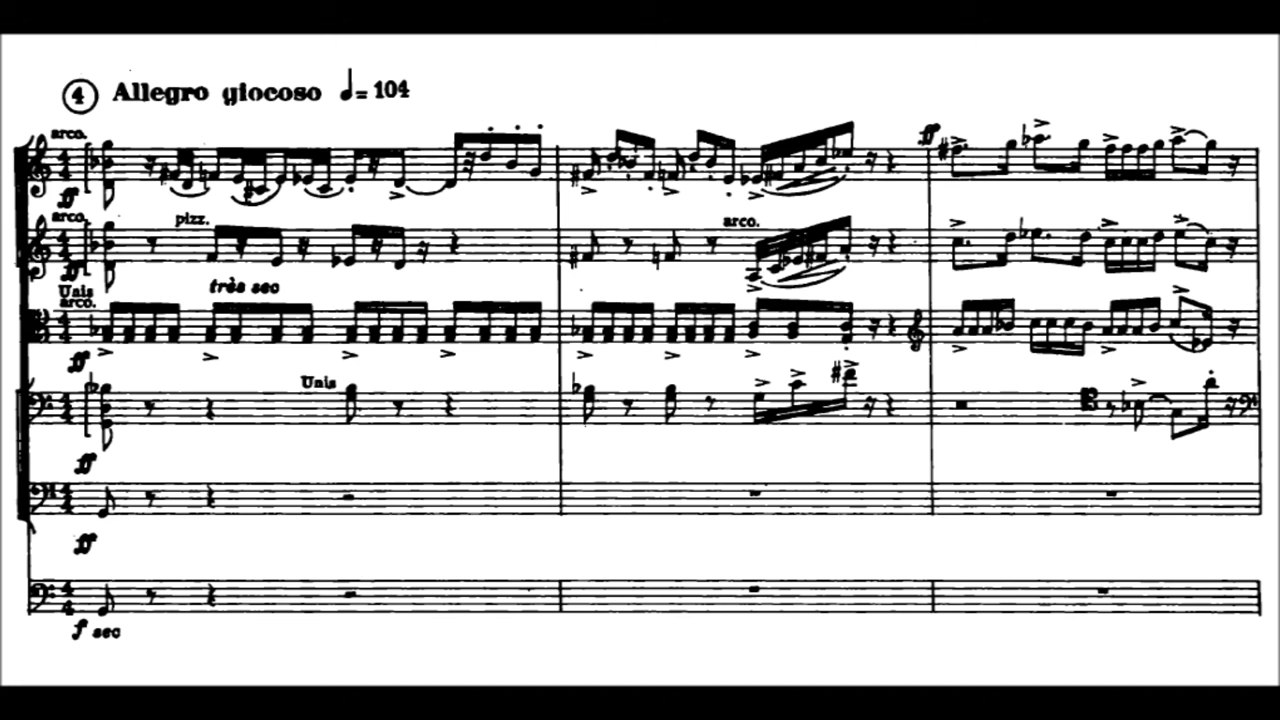 4 Allegro giocoso ♩= 104
arco.
ff
ff
arco.
pizz.
arco.
ff
très sec
Unis
arco.
ff
Unis
ff
ff
f sec